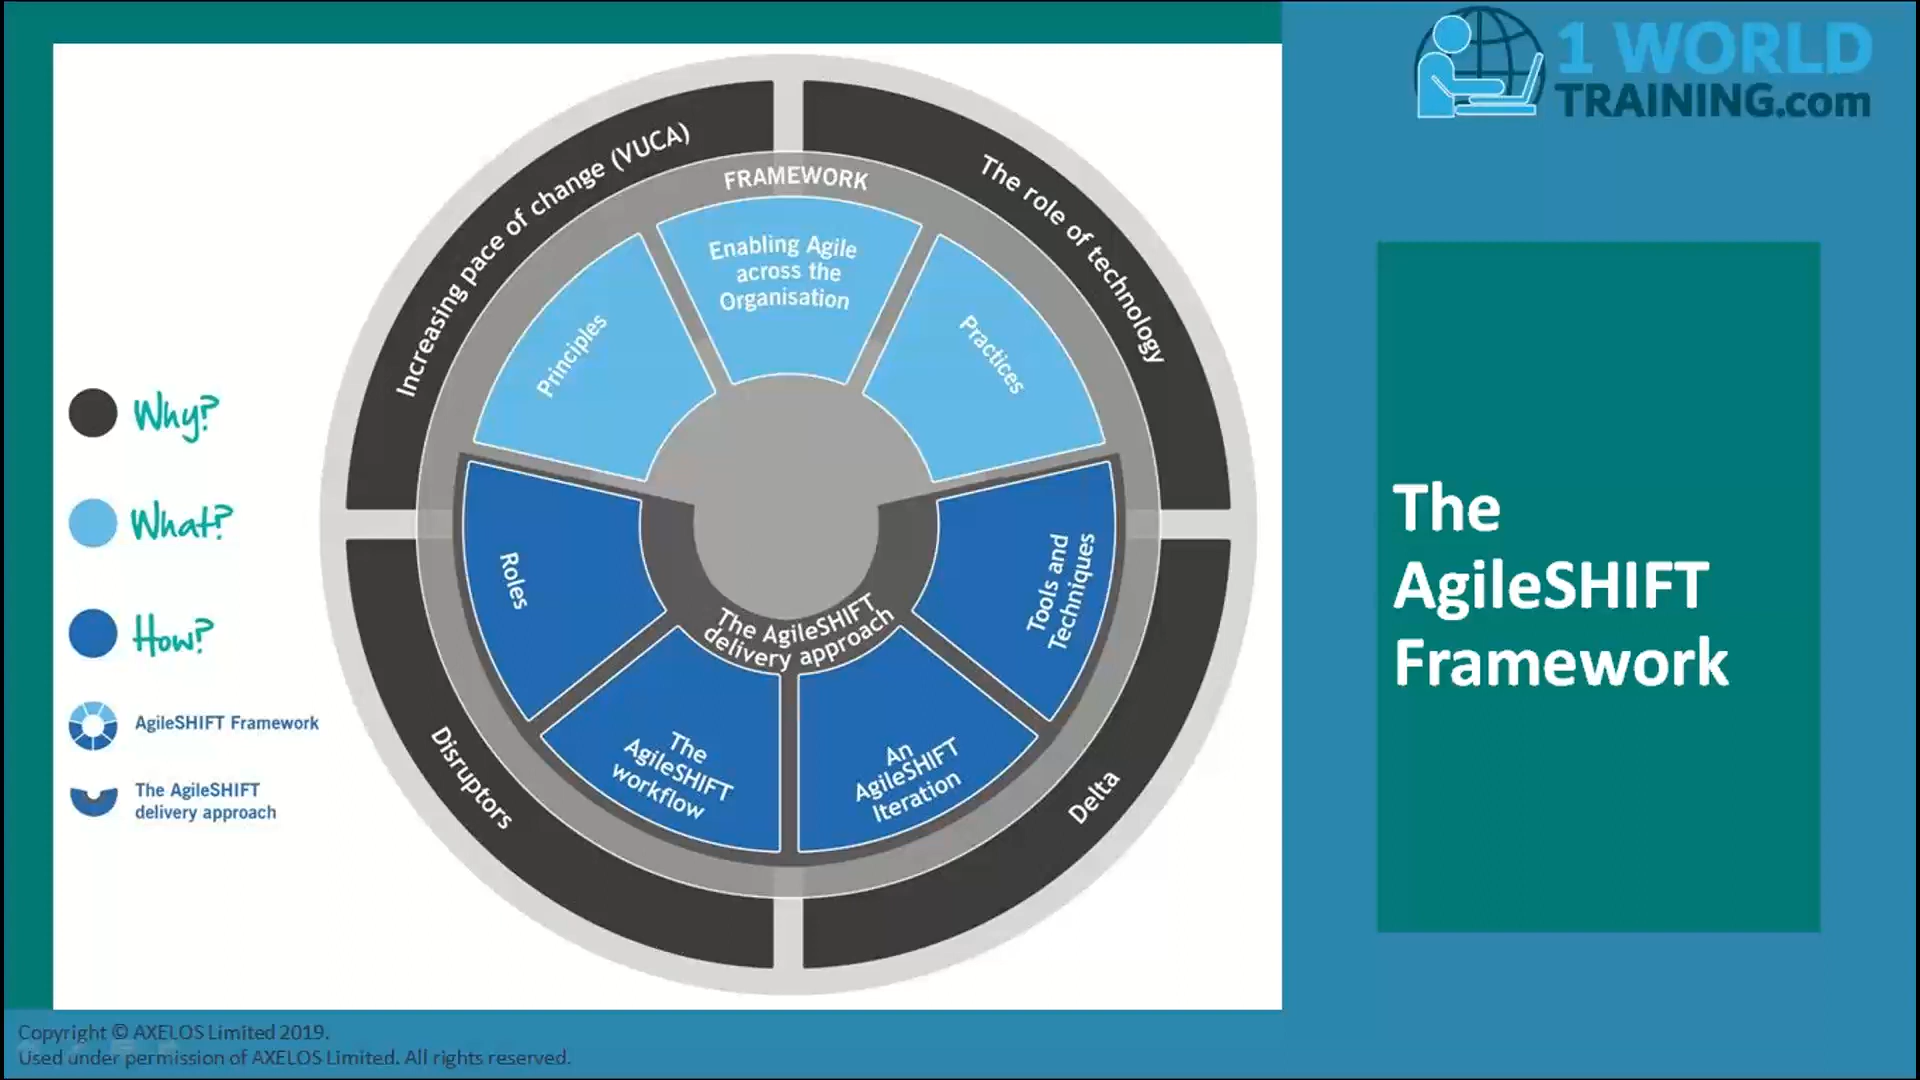 1 WORLD
TRAINING.com
Increasing pace of change (VUCA)
The role of technology
FRAMEWORK
Enabling Agile
across the
Organisation
Principles
Practices
Why?
What?
How?
AgileSHIFT Framework
The AgileSHIFT
delivery approach
Roles
Tools and
Techniques
The AgileSHIFT
delivery approach
The
AgileSHIFT
workflow
An
AgileSHIFT
Iteration
Disruptors
Delta
The
AgileSHIFT
Framework
Copyright © AXELOS Limited 2019.
Used under permission of AXELOS Limited. All rights reserved.